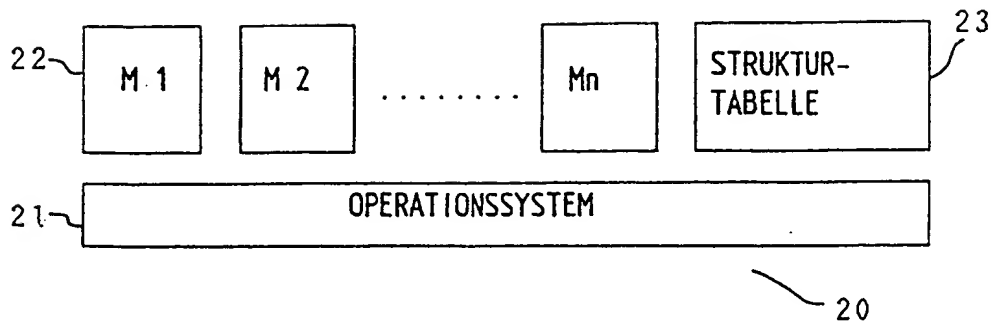 22 M 1 M 2 ........ Mn STRUKTUR-
TABELLE 23
21 OPERATIONSSYSTEM
20